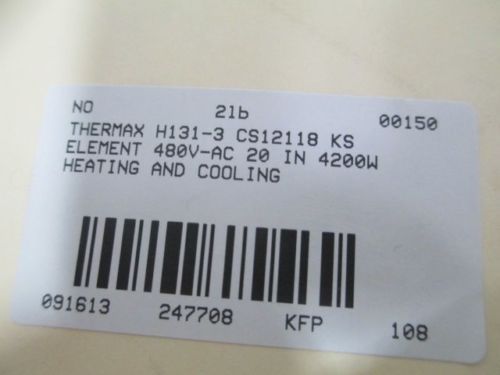 NO 2lb 00150
THERMAX H131-3 CS12118 KS
ELEMENT 480V-AC 20 IN 4200W
HEATING AND COOLING
091613 247708 KFP 108